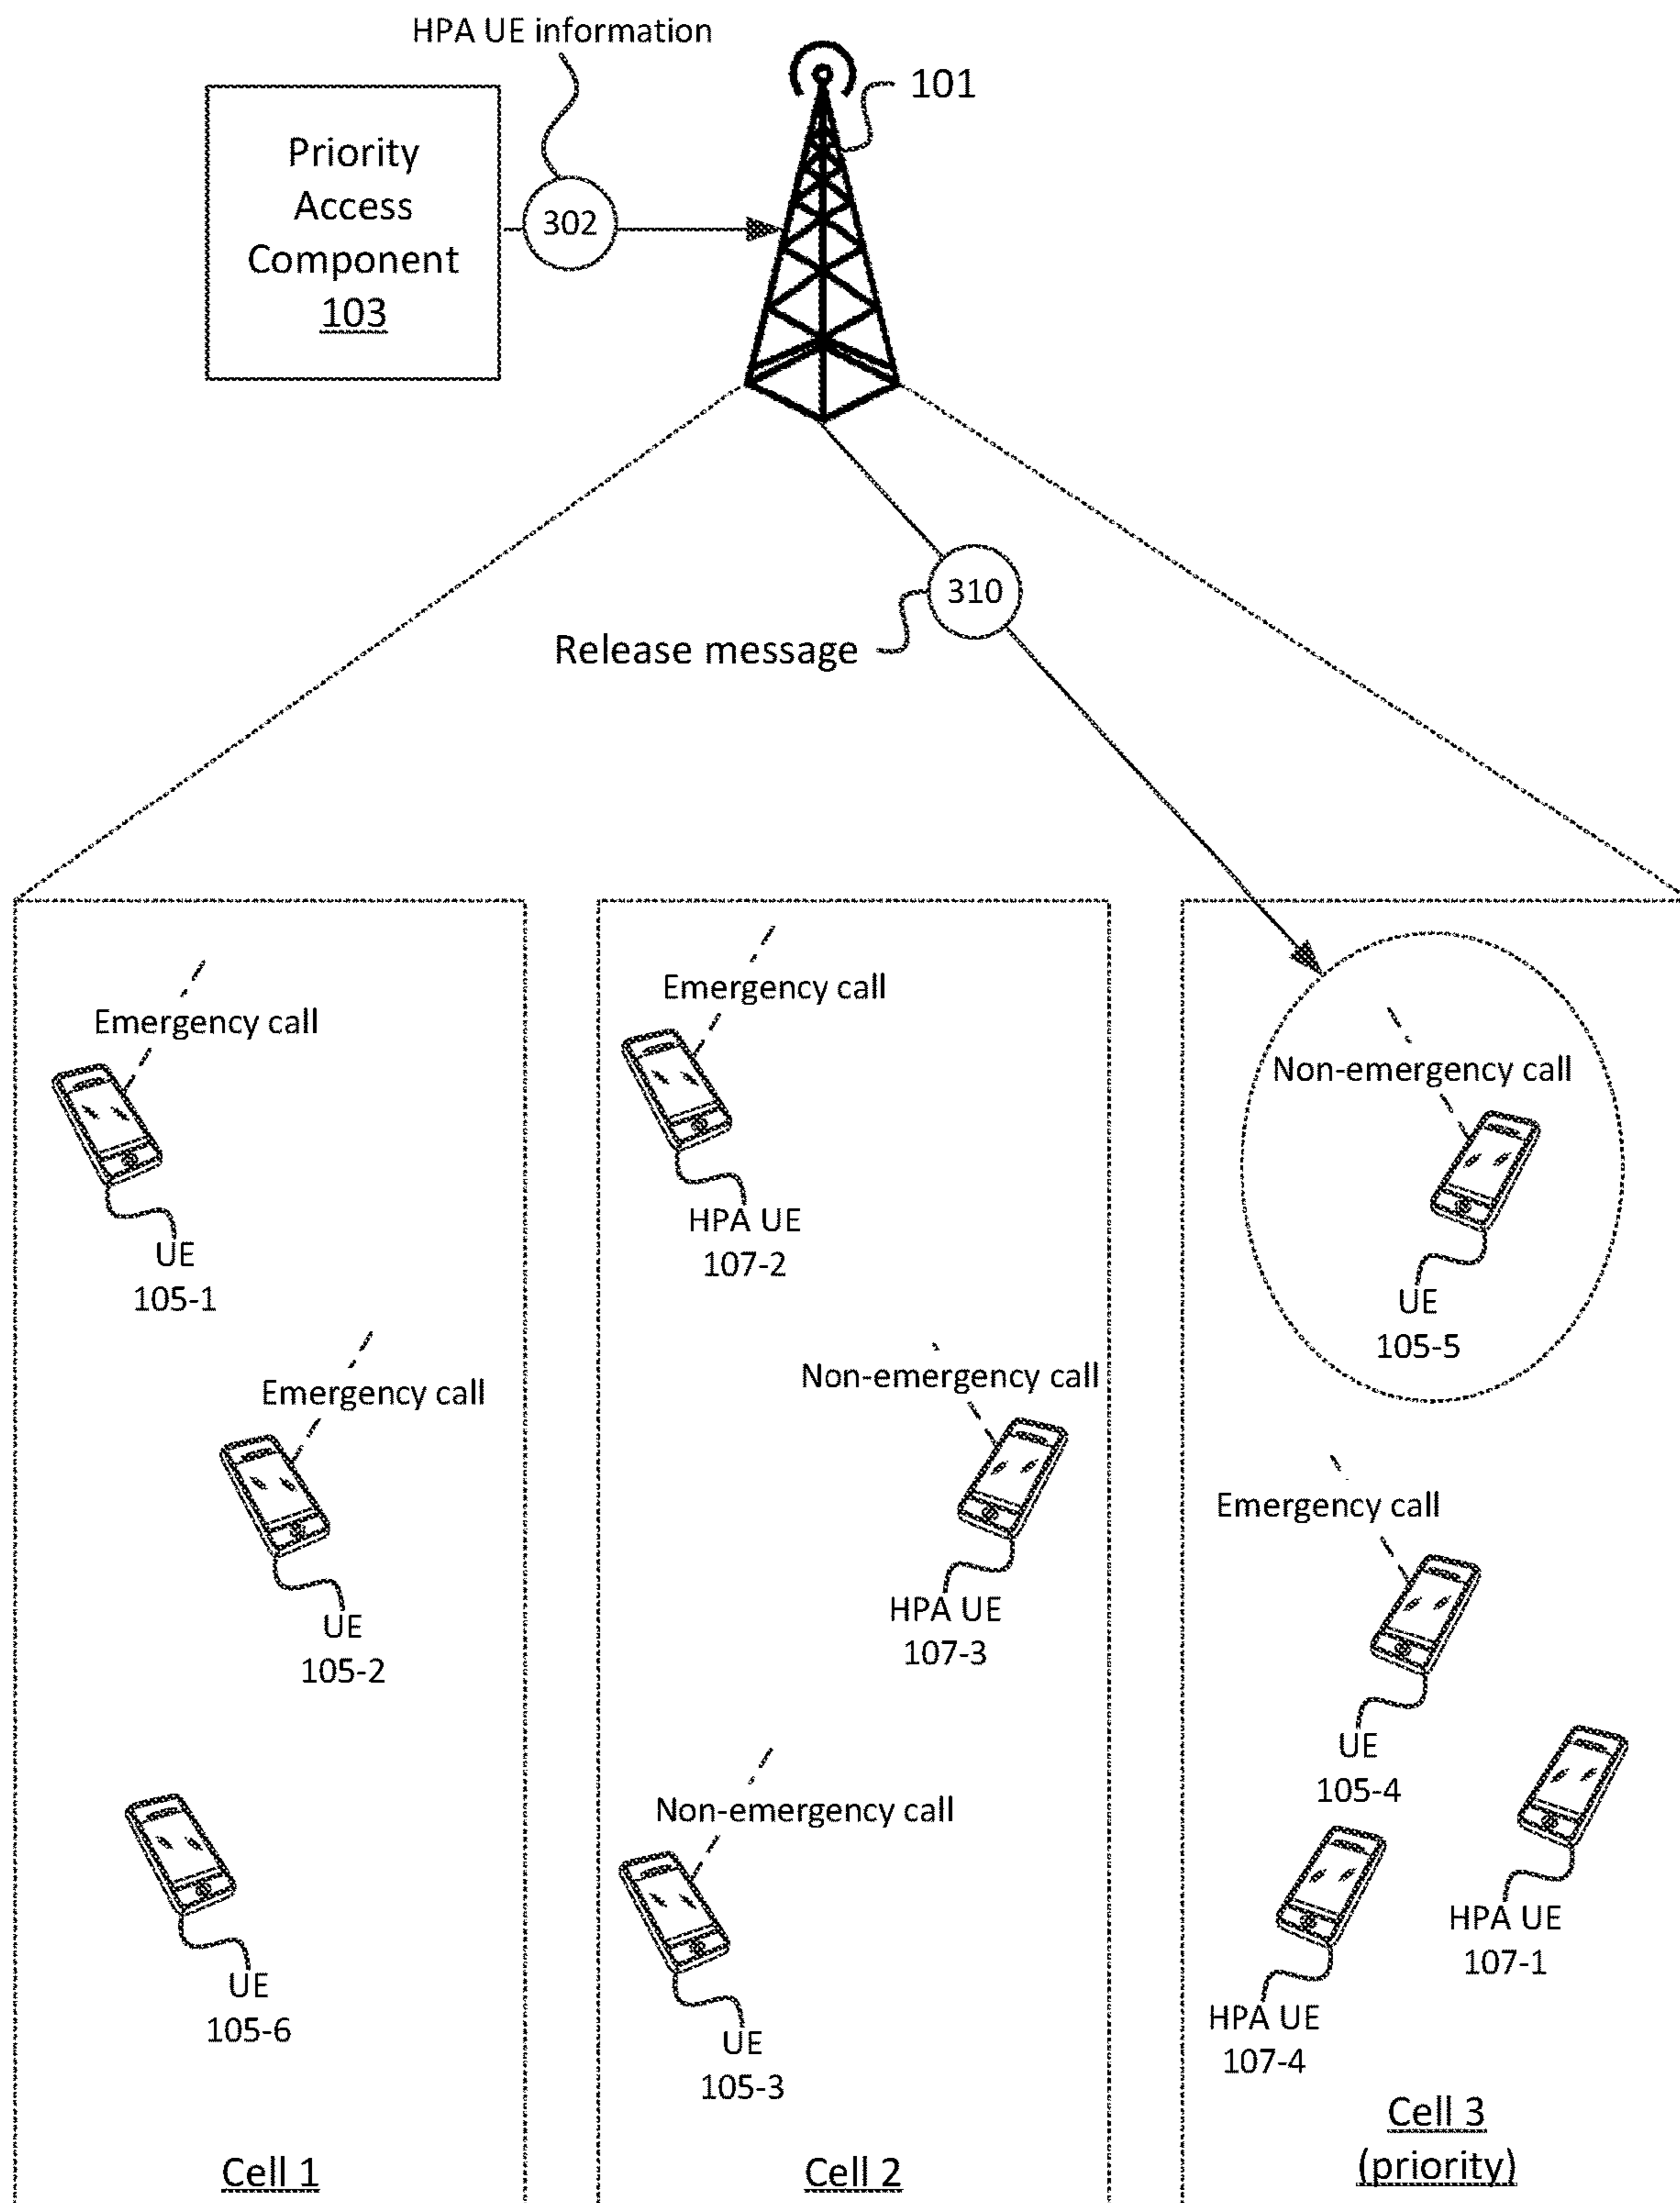 HPA UE information
101
Priority
Access
Component
103
302
310
Release message
Emergency call
UE
105-1
Emergency call
UE
105-2
UE
105-6
Cell 1
Emergency call
HPA UE
107-2
Non-emergency call
HPA UE
107-3
Non-emergency call
UE
105-3
Cell 2
Non-emergency call
UE
105-5
Emergency call
UE
105-4
HPA UE
107-1
HPA UE
107-4
Cell 3
(priority)